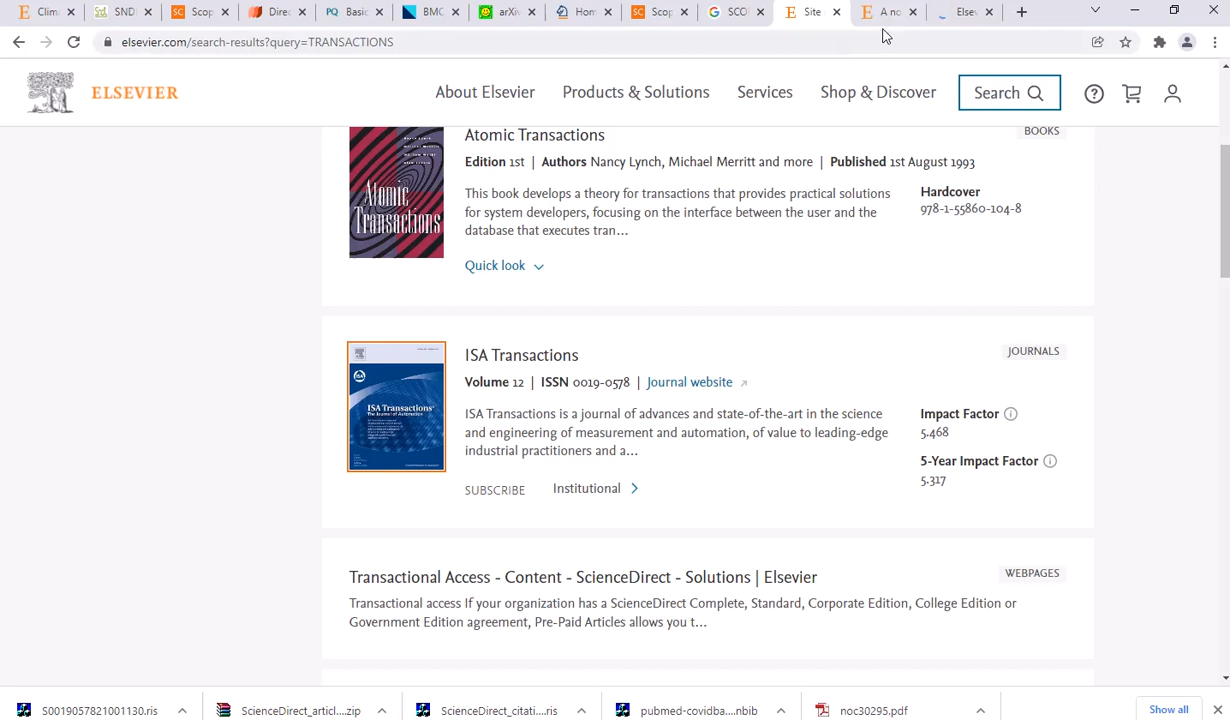 Clim SNDI Scop Direc PQ Basic BMC arXiv Hom Scop SCOP Site A no Elsev
elsevier.com/search-results?query=TRANSACTIONS
ELSEVIER
About Elsevier Products & Solutions Services Shop & Discover Search
Atomic Transactions
BOOKS
Edition 1st | Authors Nancy Lynch, Michael Merritt and more | Published 1st August 1993
This book develops a theory for transactions that provides practical solutions
for system developers, focusing on the interface between the user and the
database that executes tran...
Hardcover
978-1-55860-104-8
Atomic
Transactions
Quick look
ISA Transactions
JOURNALS
Volume 12 | ISSN 0019-0578 | Journal website
ISA Transactions is a journal of advances and state-of-the-art in the science
and engineering of measurement and automation, of value to leading-edge
industrial practitioners and a...
Impact Factor
5.468
5-Year Impact Factor
5.317
ISA Transactions
SUBSCRIBE Institutional
Transactional Access - Content - ScienceDirect - Solutions | Elsevier
WEBPAGES
Transactional access If your organization has a ScienceDirect Complete, Standard, Corporate Edition, College Edition or
Government Edition agreement, Pre-Paid Articles allows you t...
S0019057821001130.ris ScienceDirect_articl....zip ScienceDirect_citati....ris pubmed-covidba....nbib noc30295.pdf Show all